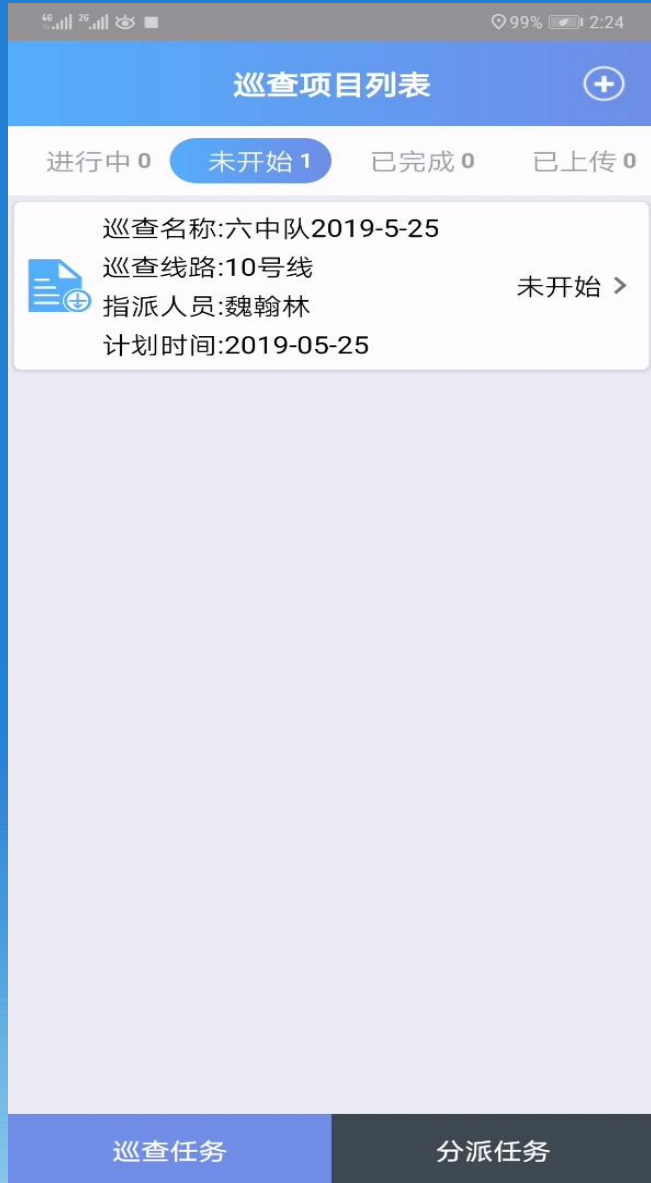 4G 2G 99% 2:24
巡查项目列表
进行中 0 未开始 1 已完成 0 已上传 0
巡查名称:六中队2019-5-25
巡查线路:10号线
未开始
指派人员:魏翰林
计划时间:2019-05-25
巡查任务 分派任务